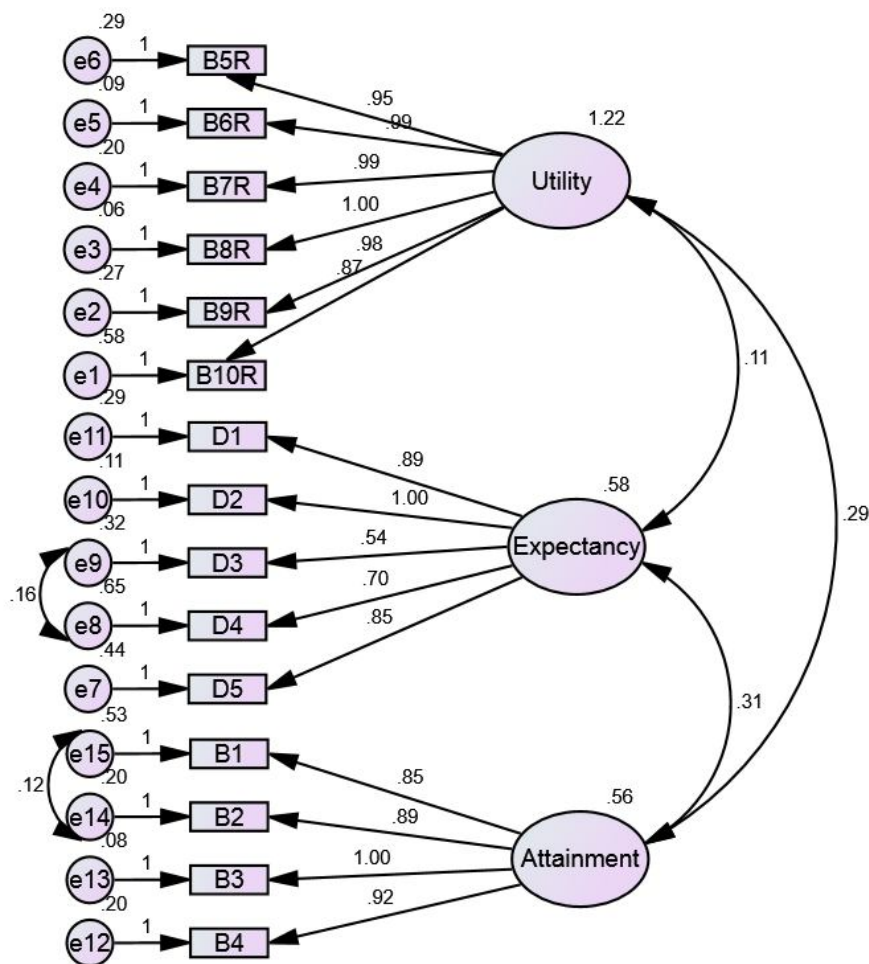 .29
e6 1 B5R
.09
.95
e5 1 B6R
.99
1.22
.20
Utility
e4 1 B7R
.99
.06
1.00
e3 1 B8R
.98
.27
.87
e2 1 B9R
.58
e1 1 B10R
.11
.29
e11 1 D1
.89
.11
.58
e10 1 D2
1.00
.32
.29
e9 1 D3
.54
Expectancy
.65
.16
.70
e8 1 D4
.85
.44
e7 1 D5
.53
.31
e15 1 B1
.85
.20
.12
.56
e14 1 B2
.89
.08
Attainment
e13 1 B3
1.00
.20
.92
e12 1 B4